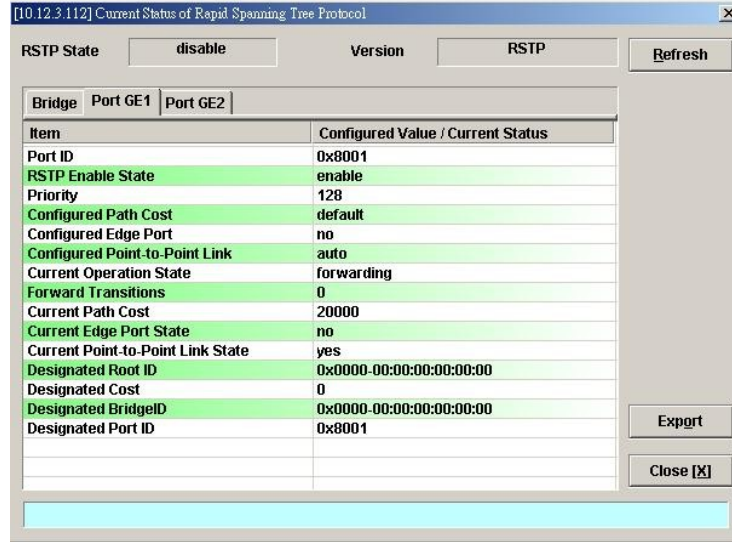 [10.12.3.112] Current Status of Rapid Spanning Tree Protocol
RSTP State disable Version RSTP Refresh
Bridge Port GE1 Port GE2
Item Configured Value / Current Status
Port ID 0x8001
RSTP Enable State enable
Priority 128
Configured Path Cost default
Configured Edge Port no
Configured Point-to-Point Link auto
Current Operation State forwarding
Forward Transitions 0
Current Path Cost 20000
Current Edge Port State no
Current Point-to-Point Link State yes
Designated Root ID 0x0000-00:00:00:00:00:00
Designated Cost 0
Designated BridgeID 0x0000-00:00:00:00:00:00
Designated Port ID 0x8001
Export
Close [X]